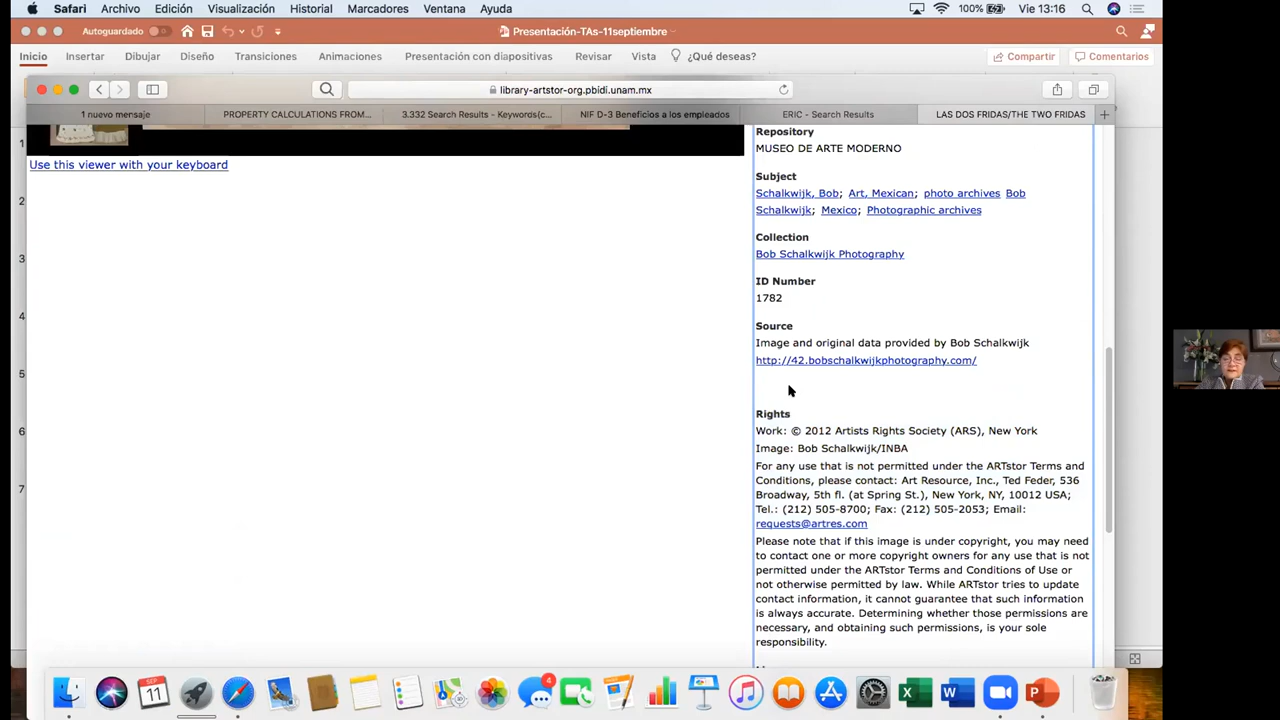 Safari Archivo Edición Visualización Historial Marcadores Ventana Ayuda 100% Vie 13:16
Autoguardado Presentación-TAs-11septiembre
Inicio Insertar Dibujar Diseño Transiciones Animaciones Presentación con diapositivas Revisar Vista ¿Qué deseas? Compartir Comentarios
library-artstor-org.pbidi.unam.mx
1 nuevo mensaje PROPERTY CALCULATIONS FROM... 3.332 Search Results - Keywords(c... NIF D-3 Beneficios a los empleados ERIC - Search Results LAS DOS FRIDAS/THE TWO FRIDAS
1
2
3
4
5
6
7
Use this viewer with your keyboard
Repository
MUSEO DE ARTE MODERNO
Subject
Schalkwijk, Bob; Art, Mexican; photo archives Bob
Schalkwijk; Mexico; Photographic archives
Collection
Bob Schalkwijk Photography
ID Number
1782
Source
Image and original data provided by Bob Schalkwijk
http://42.bobschalkwijkphotography.com/
Rights
Work: © 2012 Artists Rights Society (ARS), New York
Image: Bob Schalkwijk/INBA
For any use that is not permitted under the ARTstor Terms and
Conditions, please contact: Art Resource, Inc., Ted Feder, 536
Broadway, 5th fl. (at Spring St.), New York, NY, 10012 USA;
Tel.: (212) 505-8700; Fax: (212) 505-2053; Email:
requests@artres.com
Please note that if this image is under copyright, you may need
to contact one or more copyright owners for any use that is not
permitted under the ARTstor Terms and Conditions of Use or
not otherwise permitted by law. While ARTstor tries to update
contact information, it cannot guarantee that such information
is always accurate. Determining whether those permissions are
necessary, and obtaining such permissions, is your sole
responsibility.
SEP
11
4